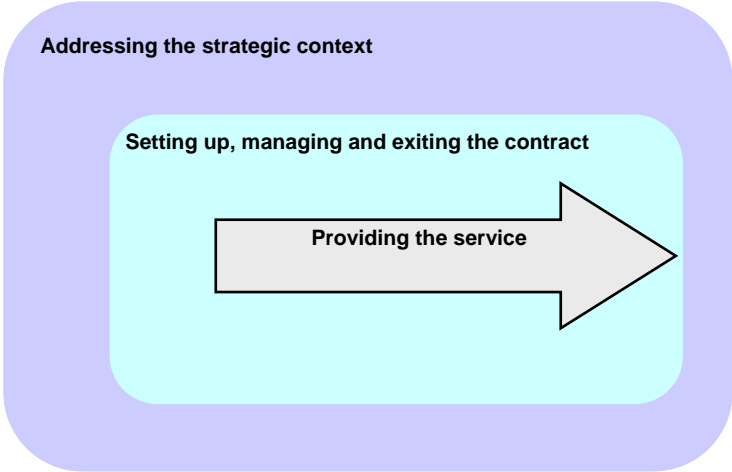 Addressing the strategic context
Setting up, managing and exiting the contract
Providing the service